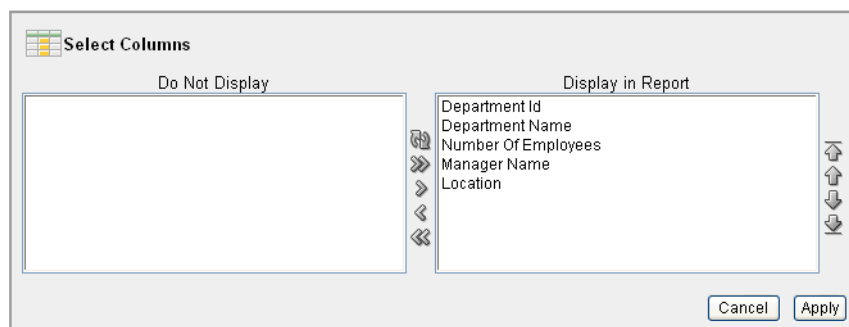 Select Columns
Do Not Display
Display in Report
Department Id
Department Name
Number Of Employees
Manager Name
Location
Cancel
Apply